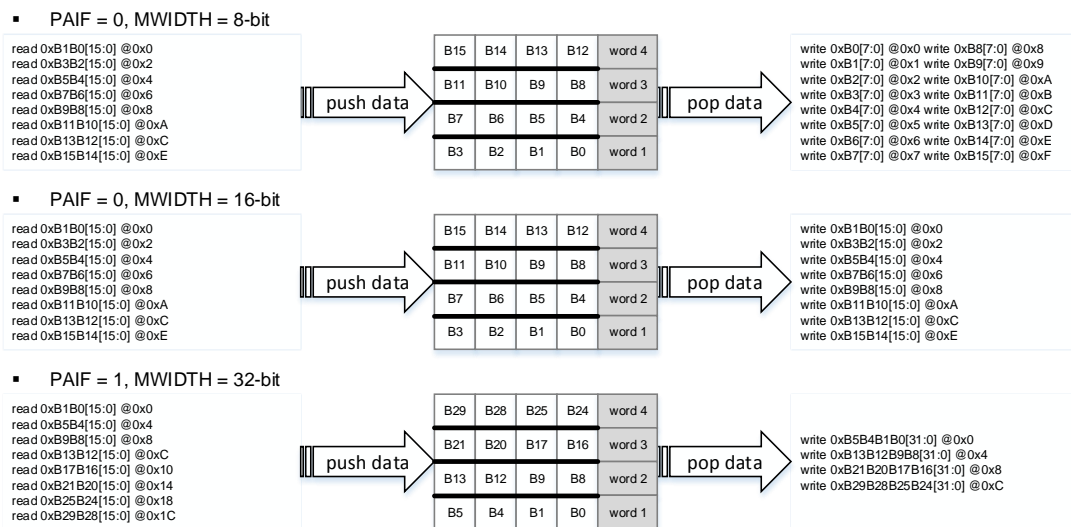 ▪ PAIF = 0, MWIDTH = 8-bit
read 0xB1B0[15:0] @0x0
read 0xB3B2[15:0] @0x2
read 0xB5B4[15:0] @0x4
read 0xB7B6[15:0] @0x6
read 0xB9B8[15:0] @0x8
read 0xB11B10[15:0] @0xA
read 0xB13B12[15:0] @0xC
read 0xB15B14[15:0] @0xE
push data
B15 B14 B13 B12 word 4
B11 B10 B9 B8 word 3
B7 B6 B5 B4 word 2
B3 B2 B1 B0 word 1
pop data
write 0xB0[7:0] @0x0 write 0xB8[7:0] @0x8
write 0xB1[7:0] @0x1 write 0xB9[7:0] @0x9
write 0xB2[7:0] @0x2 write 0xB10[7:0] @0xA
write 0xB3[7:0] @0x3 write 0xB11[7:0] @0xB
write 0xB4[7:0] @0x4 write 0xB12[7:0] @0xC
write 0xB5[7:0] @0x5 write 0xB13[7:0] @0xD
write 0xB6[7:0] @0x6 write 0xB14[7:0] @0xE
write 0xB7[7:0] @0x7 write 0xB15[7:0] @0xF
▪ PAIF = 0, MWIDTH = 16-bit
read 0xB1B0[15:0] @0x0
read 0xB3B2[15:0] @0x2
read 0xB5B4[15:0] @0x4
read 0xB7B6[15:0] @0x6
read 0xB9B8[15:0] @0x8
read 0xB11B10[15:0] @0xA
read 0xB13B12[15:0] @0xC
read 0xB15B14[15:0] @0xE
push data
B15 B14 B13 B12 word 4
B11 B10 B9 B8 word 3
B7 B6 B5 B4 word 2
B3 B2 B1 B0 word 1
pop data
write 0xB1B0[15:0] @0x0
write 0xB3B2[15:0] @0x2
write 0xB5B4[15:0] @0x4
write 0xB7B6[15:0] @0x6
write 0xB9B8[15:0] @0x8
write 0xB11B10[15:0] @0xA
write 0xB13B12[15:0] @0xC
write 0xB15B14[15:0] @0xE
▪ PAIF = 1, MWIDTH = 32-bit
read 0xB1B0[15:0] @0x0
read 0xB5B4[15:0] @0x4
read 0xB9B8[15:0] @0x8
read 0xB13B12[15:0] @0xC
read 0xB17B16[15:0] @0x10
read 0xB21B20[15:0] @0x14
read 0xB25B24[15:0] @0x18
read 0xB29B28[15:0] @0x1C
push data
B29 B28 B25 B24 word 4
B21 B20 B17 B16 word 3
B13 B12 B9 B8 word 2
B5 B4 B1 B0 word 1
pop data
write 0xB5B4B1B0[31:0] @0x0
write 0xB13B12B9B8[31:0] @0x4
write 0xB21B20B17B16[31:0] @0x8
write 0xB29B28B25B24[31:0] @0xC